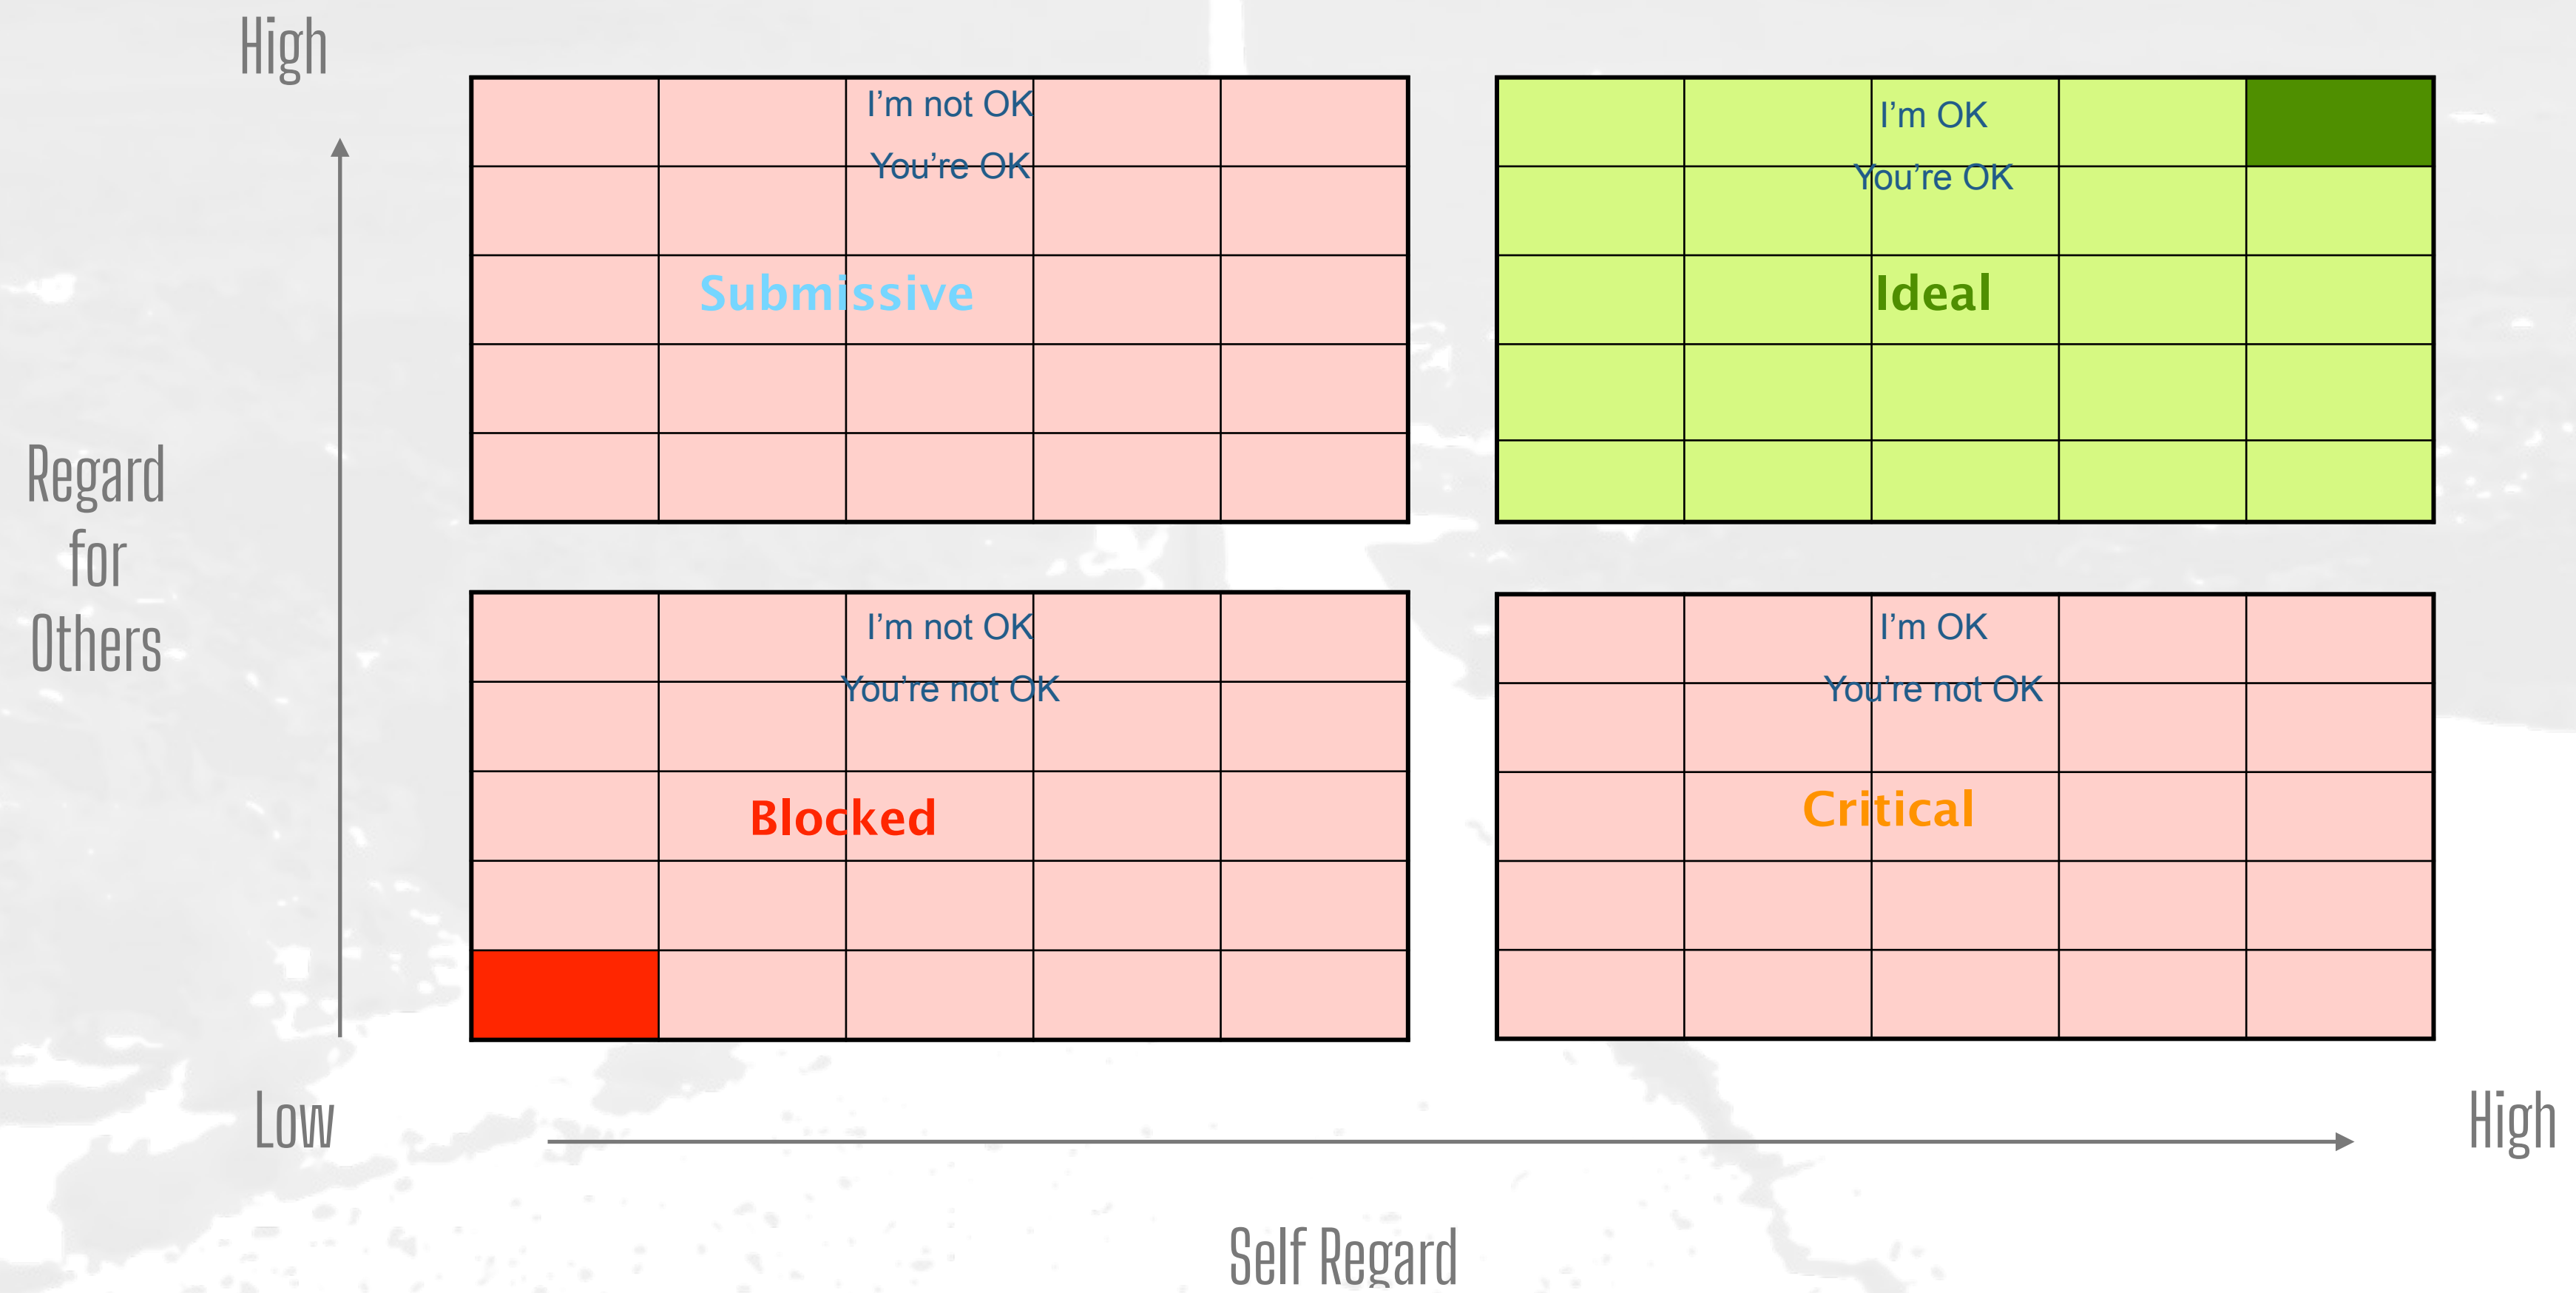 High
I’m not OK
You’re OK
Submissive
I’m OK
You’re OK
Ideal
Regard
for
Others
I’m not OK
You’re not OK
Blocked
I’m OK
You’re not OK
Critical
Low
High
Self Regard